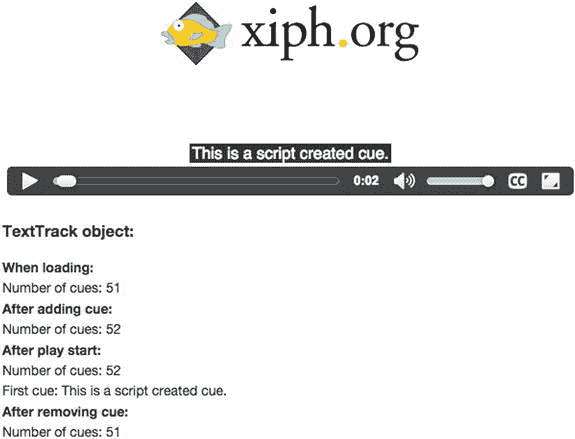 xiph.org
This is a script created cue.
0:02
CC
TextTrack object:
When loading:
Number of cues: 51
After adding cue:
Number of cues: 52
After play start:
Number of cues: 52
First cue: This is a script created cue.
After removing cue:
Number of cues: 51